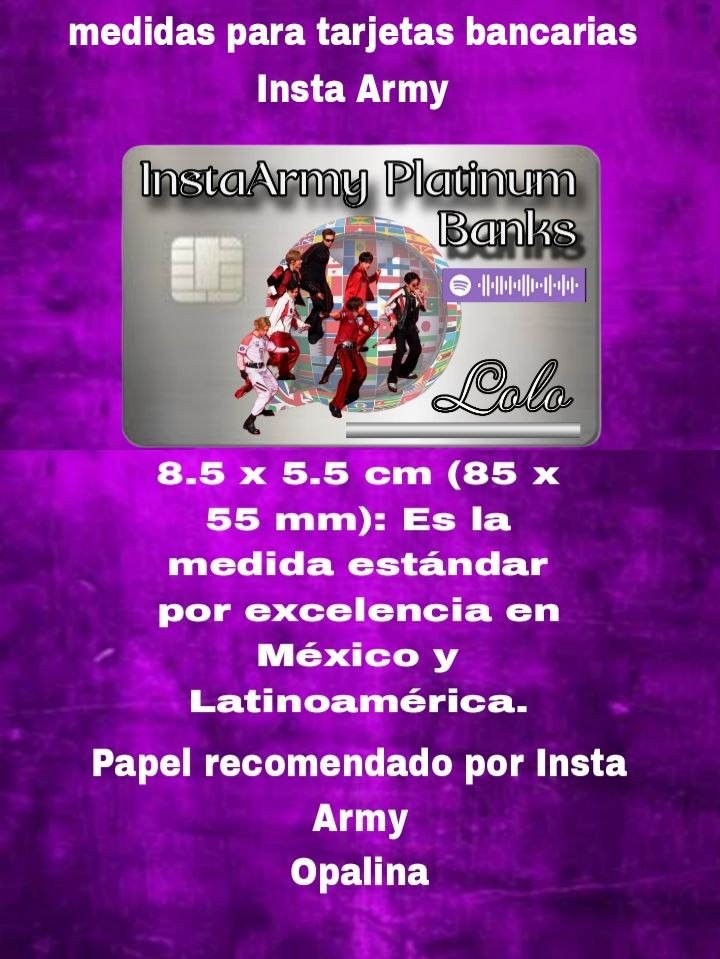 medidas para tarjetas bancarias
Insta Army
InstaArmy Platinum
Banks
Lolo
8.5 x 5.5 cm (85 x
55 mm): Es la
medida estándar
por excelencia en
México y
Latinoamérica.
Papel recomendado por Insta
Army
Opalina